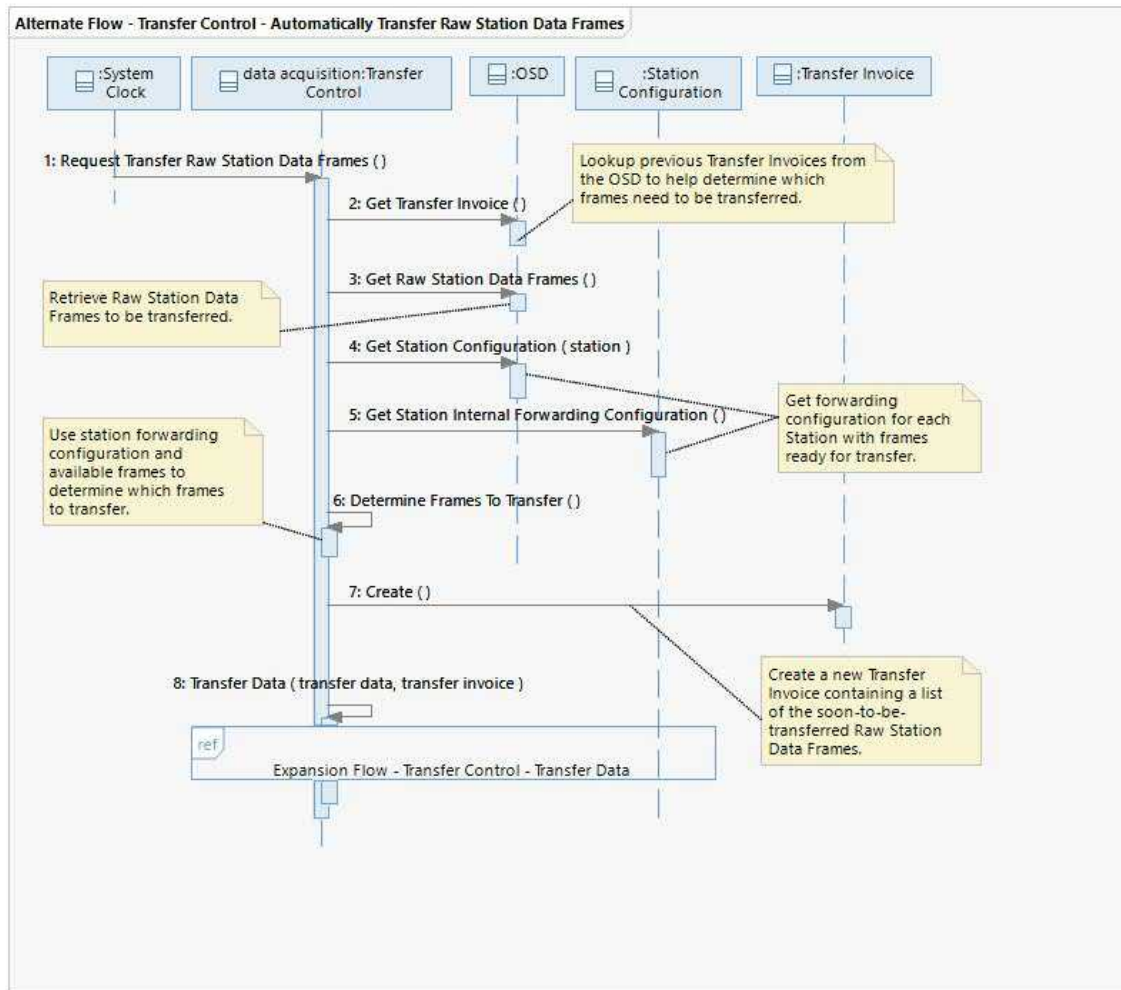 Alternate Flow - Transfer Control - Automatically Transfer Raw Station Data Frames
:System
Clock
data acquisition:Transfer
Control
:OSD
:Station
Configuration
:Transfer Invoice
1: Request Transfer Raw Station Data Frames ( )
Lookup previous Transfer Invoices from
the OSD to help determine which
frames need to be transferred.
2: Get Transfer Invoice ( )
3: Get Raw Station Data Frames ( )
Retrieve Raw Station Data
Frames to be transferred.
4: Get Station Configuration ( station )
5: Get Station Internal Forwarding Configuration ( )
Get forwarding
configuration for each
Station with frames
ready for transfer.
Use station forwarding
configuration and
available frames to
determine which frames
to transfer.
6: Determine Frames To Transfer ( )
7: Create ( )
Create a new Transfer
Invoice containing a list
of the soon-to-be-
transferred Raw Station
Data Frames.
8: Transfer Data ( transfer data, transfer invoice )
ref
Expansion Flow - Transfer Control - Transfer Data